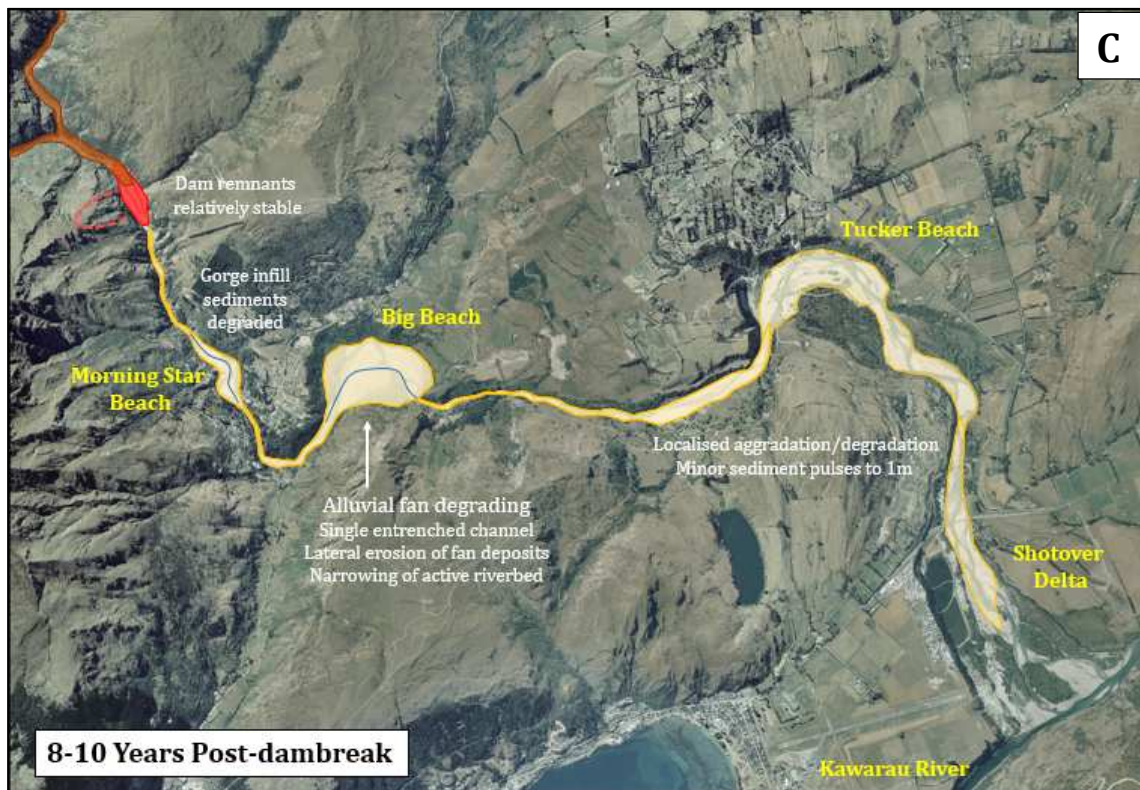 C
Dam remnants
relatively stable
Gorge infill
sediments
degraded
Tucker Beach
Big Beach
Morning Star
Beach
Localised aggradation/degradation
Minor sediment pulses to 1m
Alluvial fan degrading
Single entrenched channel
Lateral erosion of fan deposits
Narrowing of active riverbed
Shotover
Delta
8-10 Years Post-dambreak
Kawarau River